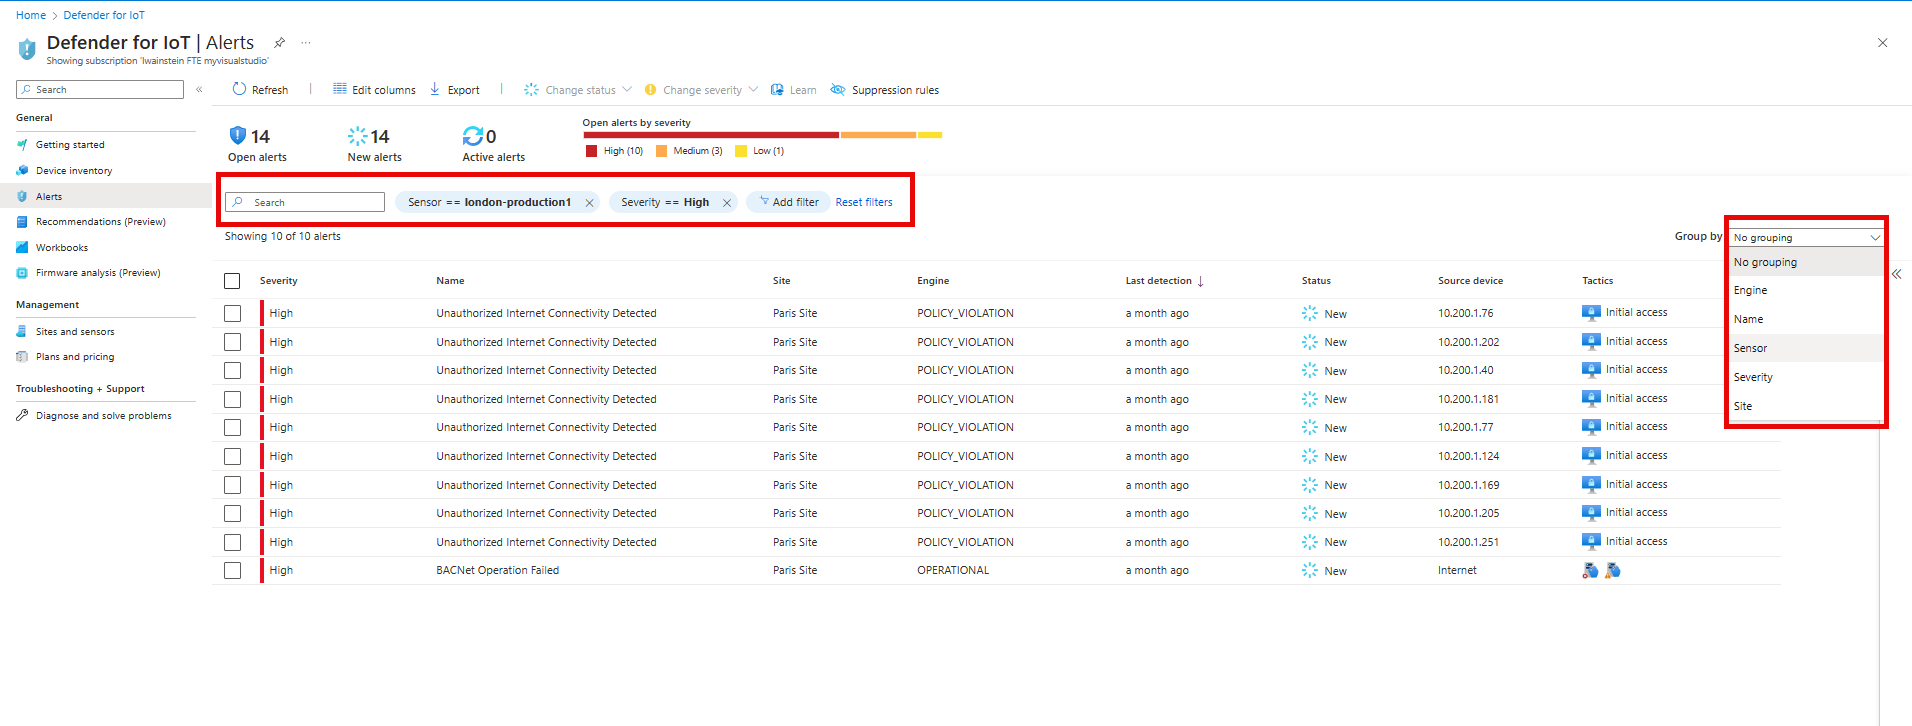 Home > Defender for IoT
Defender for IoT | Alerts ...
Showing subscription 'lwainstein FTE myvisualstudio'
Search «
Refresh | Edit columns Export | Change status Change severity Learn Suppression rules
General
Getting started
Device inventory
Alerts
Recommendations (Preview)
Workbooks
Firmware analysis (Preview)
Management
Sites and sensors
Plans and pricing
Troubleshooting + Support
Diagnose and solve problems
14
Open alerts
14
New alerts
0
Active alerts
Open alerts by severity
High (10) Medium (3) Low (1)
Search Sensor == london-production1 Severity == High Add filter Reset filters
Showing 10 of 10 alerts
Group by No grouping
No grouping
Engine
Name
Sensor
Severity
Site
«
Severity Name Site Engine Last detection ↓ Status Source device Tactics
High Unauthorized Internet Connectivity Detected Paris Site POLICY_VIOLATION a month ago New 10.200.1.76 Initial access
High Unauthorized Internet Connectivity Detected Paris Site POLICY_VIOLATION a month ago New 10.200.1.202 Initial access
High Unauthorized Internet Connectivity Detected Paris Site POLICY_VIOLATION a month ago New 10.200.1.40 Initial access
High Unauthorized Internet Connectivity Detected Paris Site POLICY_VIOLATION a month ago New 10.200.1.181 Initial access
High Unauthorized Internet Connectivity Detected Paris Site POLICY_VIOLATION a month ago New 10.200.1.77 Initial access
High Unauthorized Internet Connectivity Detected Paris Site POLICY_VIOLATION a month ago New 10.200.1.124 Initial access
High Unauthorized Internet Connectivity Detected Paris Site POLICY_VIOLATION a month ago New 10.200.1.169 Initial access
High Unauthorized Internet Connectivity Detected Paris Site POLICY_VIOLATION a month ago New 10.200.1.205 Initial access
High Unauthorized Internet Connectivity Detected Paris Site POLICY_VIOLATION a month ago New 10.200.1.251 Initial access
High BACNet Operation Failed Paris Site OPERATIONAL a month ago New Internet